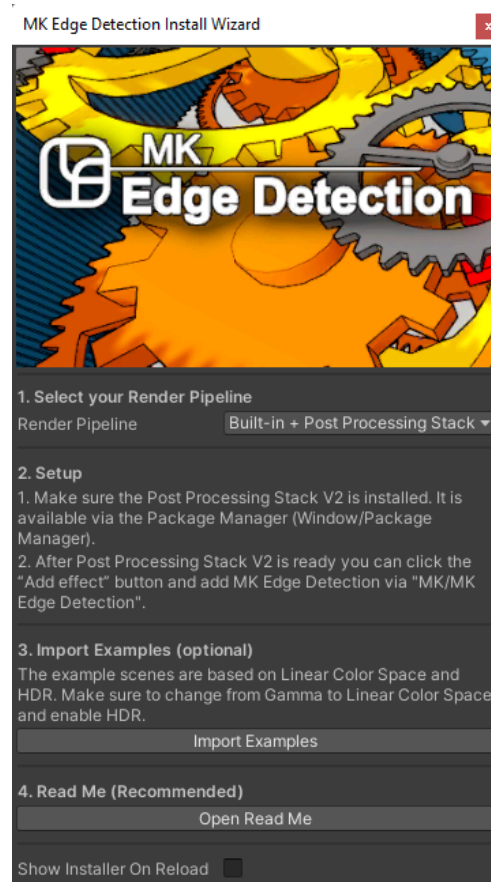 MK Edge Detection Install Wizard
x
MK
Edge Detection
1. Select your Render Pipeline
Render Pipeline Built-in + Post Processing Stack
2. Setup
1. Make sure the Post Processing Stack V2 is installed. It is
available via the Package Manager (Window/Package
Manager).
2. After Post Processing Stack V2 is ready you can click the
“Add effect” button and add MK Edge Detection via "MK/MK
Edge Detection".
3. Import Examples (optional)
The example scenes are based on Linear Color Space and
HDR. Make sure to change from Gamma to Linear Color Space
and enable HDR.
Import Examples
4. Read Me (Recommended)
Open Read Me
Show Installer On Reload